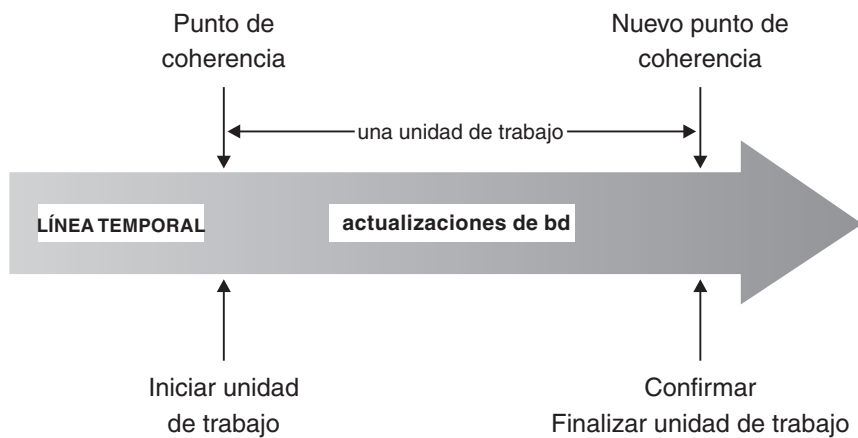 Punto de
coherencia
Nuevo punto de
coherencia
una unidad de trabajo
LÍNEA TEMPORAL
actualizaciones de bd
Iniciar unidad
de trabajo
Confirmar
Finalizar unidad de trabajo